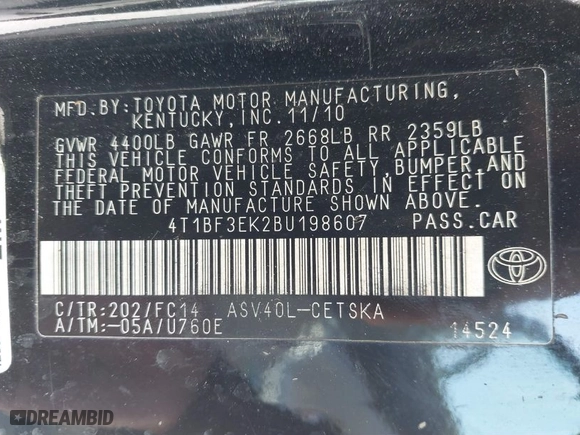 MFD.BY:TOYOTA MOTOR MANUFACTURING,
KENTUCKY,INC.11/10
GVWR 4400LB GAWR FR 2668LB RR 2359LB
THIS VEHICLE CONFORMS TO ALL APPLICABLE
FEDERAL MOTOR VEHICLE SAFETY,BUMPER AND
THEFT PREVENTION STANDARDS IN EFFECT ON
THE DATE OF MANUFACTURE SHOWN ABOVE.
4T1BF3EK2BU198607 PASS.CAR
C/TR:202/FC14 ASV40L-CETSKA
A/TM:-05A/U760E 14524
DREAMBID